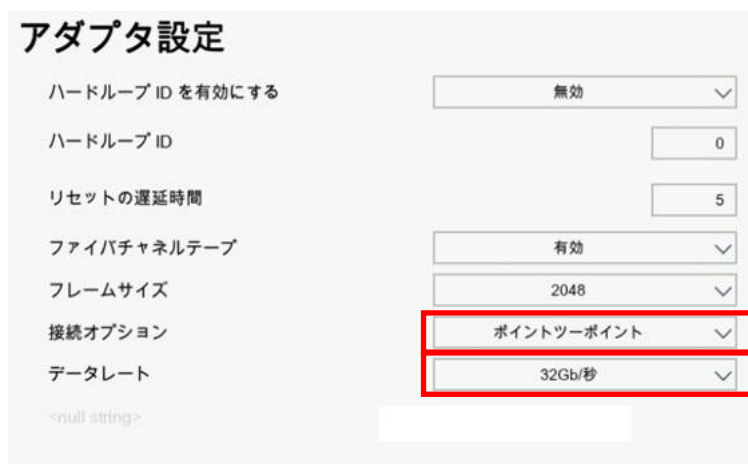 アダプタ設定
ハードループ ID を有効にする 無効
ハードループ ID 0
リセットの遅延時間 5
ファイバチャネルテープ 有効
フレームサイズ 2048
接続オプション ポイントツーポイント
データレート 32Gb/秒
<null string>